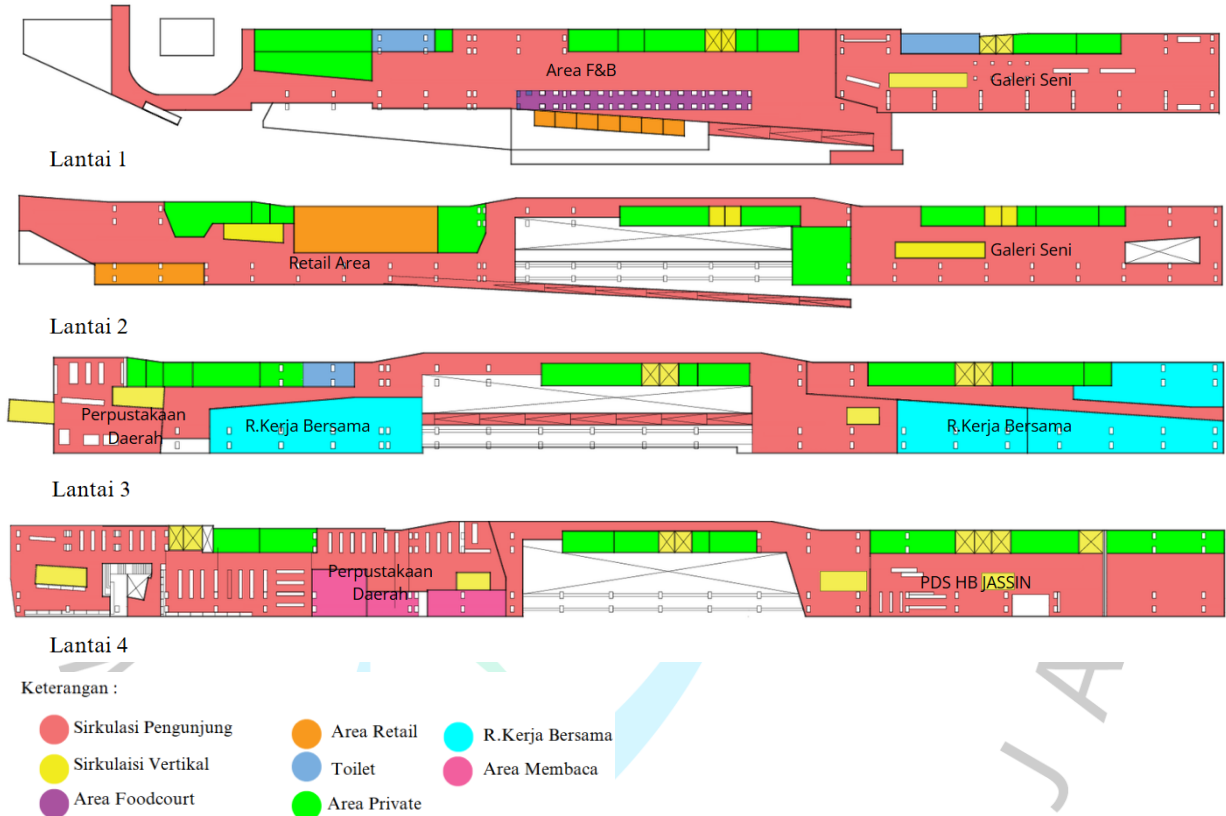 Area F&B
Galeri Seni
Lantai 1
Retail Area
Galeri Seni
Lantai 2
Perpustakaan
Daerah
R.Kerja Bersama
R.Kerja Bersama
Lantai 3
Perpustakaan
Daerah
PDS HB JASSIN
Lantai 4
Keterangan :
Sirkulasi Pengunjung
Area Retail
R.Kerja Bersama
Sirkulaisi Vertikal
Toilet
Area Membaca
Area Foodcourt
Area Private
J A